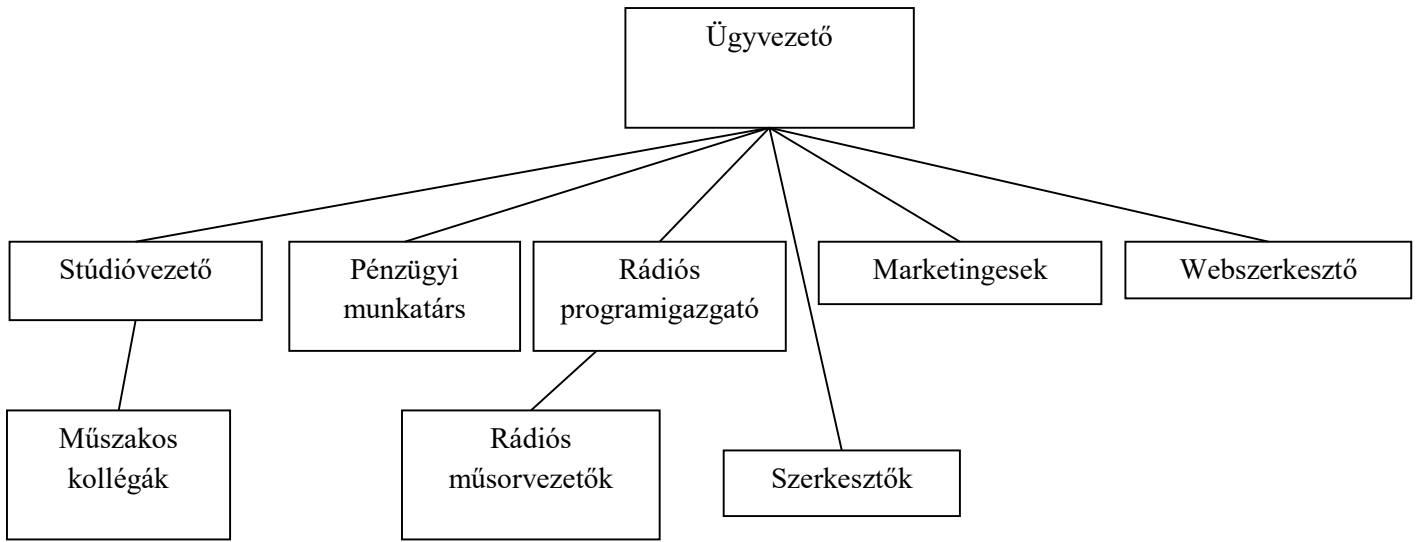 Ügyvezető
Stúdióvezető
Pénzügyi
munkatárs
Rádiós
programigazgató
Marketingesek
Webszerkesztő
Műszakos
kollégák
Rádiós
műsorvezetők
Szerkesztők